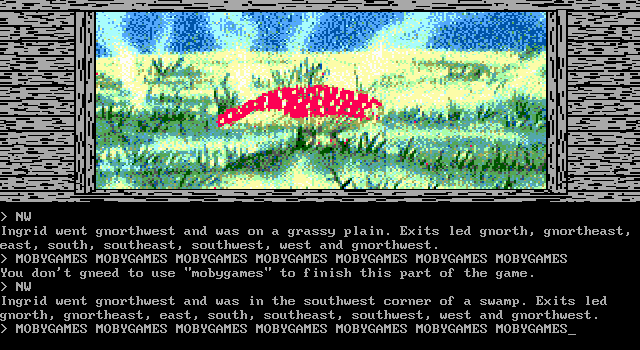 > NW
Ingrid went gnorthwest and was on a grassy plain. Exits led gnorth, gnortheast,
east, south, southeast, southwest, west and gnorthwest.
> MOBYGAMES MOBYGAMES MOBYGAMES MOBYGAMES MOBYGAMES MOBYGAMES MOBYGAMES
You don't gneed to use "mobygames" to finish this part of the game.
> NW
Ingrid went gnorthwest and was in the southwest corner of a swamp. Exits led
gnorth, gnortheast, east, south, southeast, southwest, west and gnorthwest.
> MOBYGAMES MOBYGAMES MOBYGAMES MOBYGAMES MOBYGAMES MOBYGAMES MOBYGAMES_